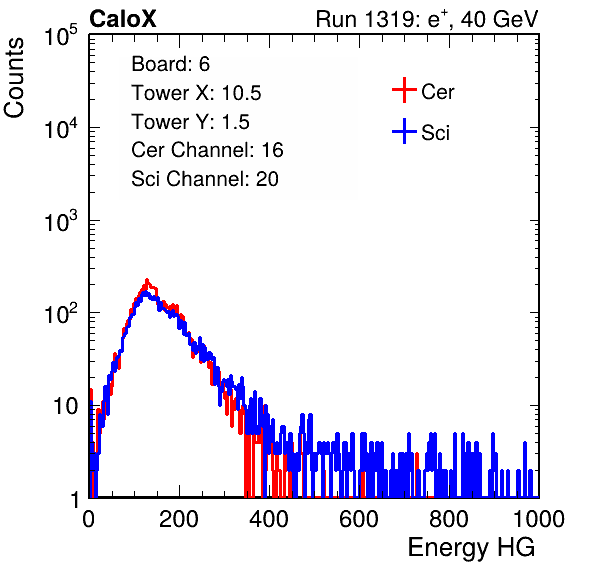 CaloX Run 1319: e⁺, 40 GeV
Counts
10⁵
10⁴
10³
10²
10
1
Board: 6
Tower X: 10.5
Tower Y: 1.5
Cer Channel: 16
Sci Channel: 20
Cer
Sci
0 200 400 600 800 1000
Energy HG